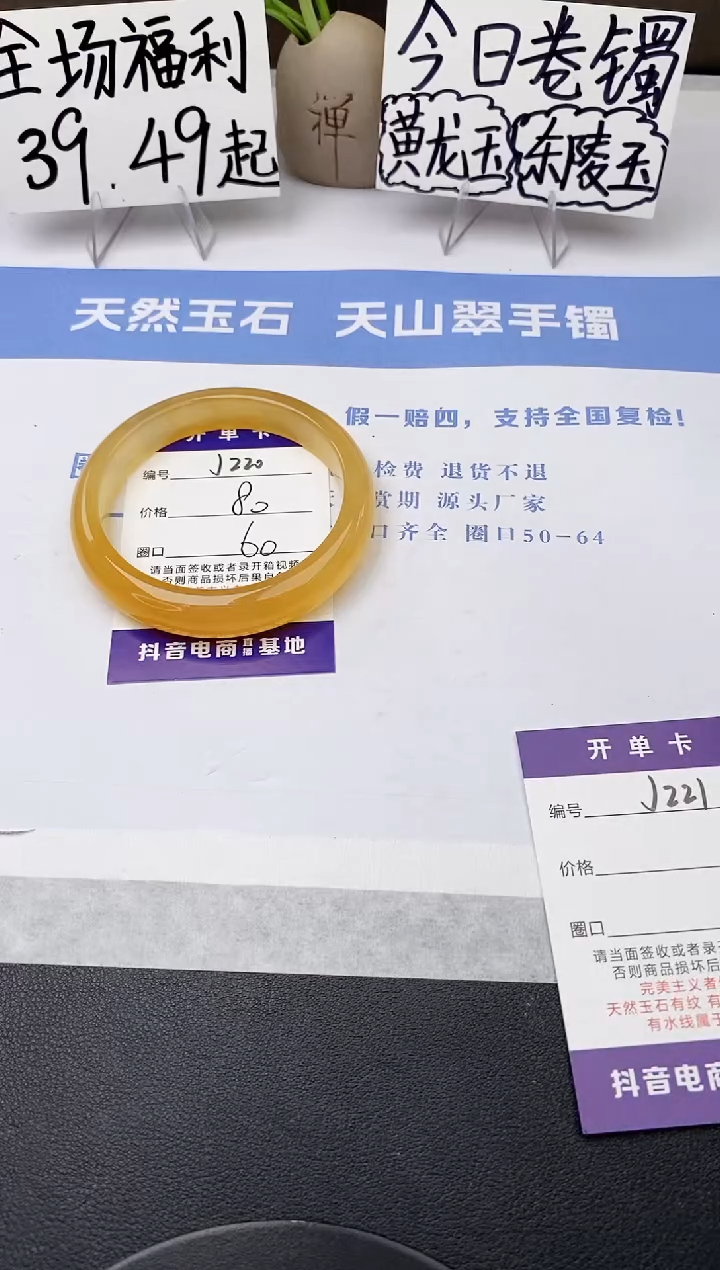 全场福利
39.49起
禅
今日卷镯
黄龙玉 东陵玉
天然玉石 天山翠手镯
假一赔四，支持全国复检！
检费 退货不退
赏期 源头厂家
口齐全 圈口50-64
开单卡
编号 J220
价格 80
圈口 60
请当面签收或者录开箱视频
否则商品损坏后果自
抖音电商直播基地
开单卡
编号 J221
价格
圈口
请当面签收或者录
否则商品损坏后
完美主义者
天然玉石有纹 有
有水线属于
抖音电商